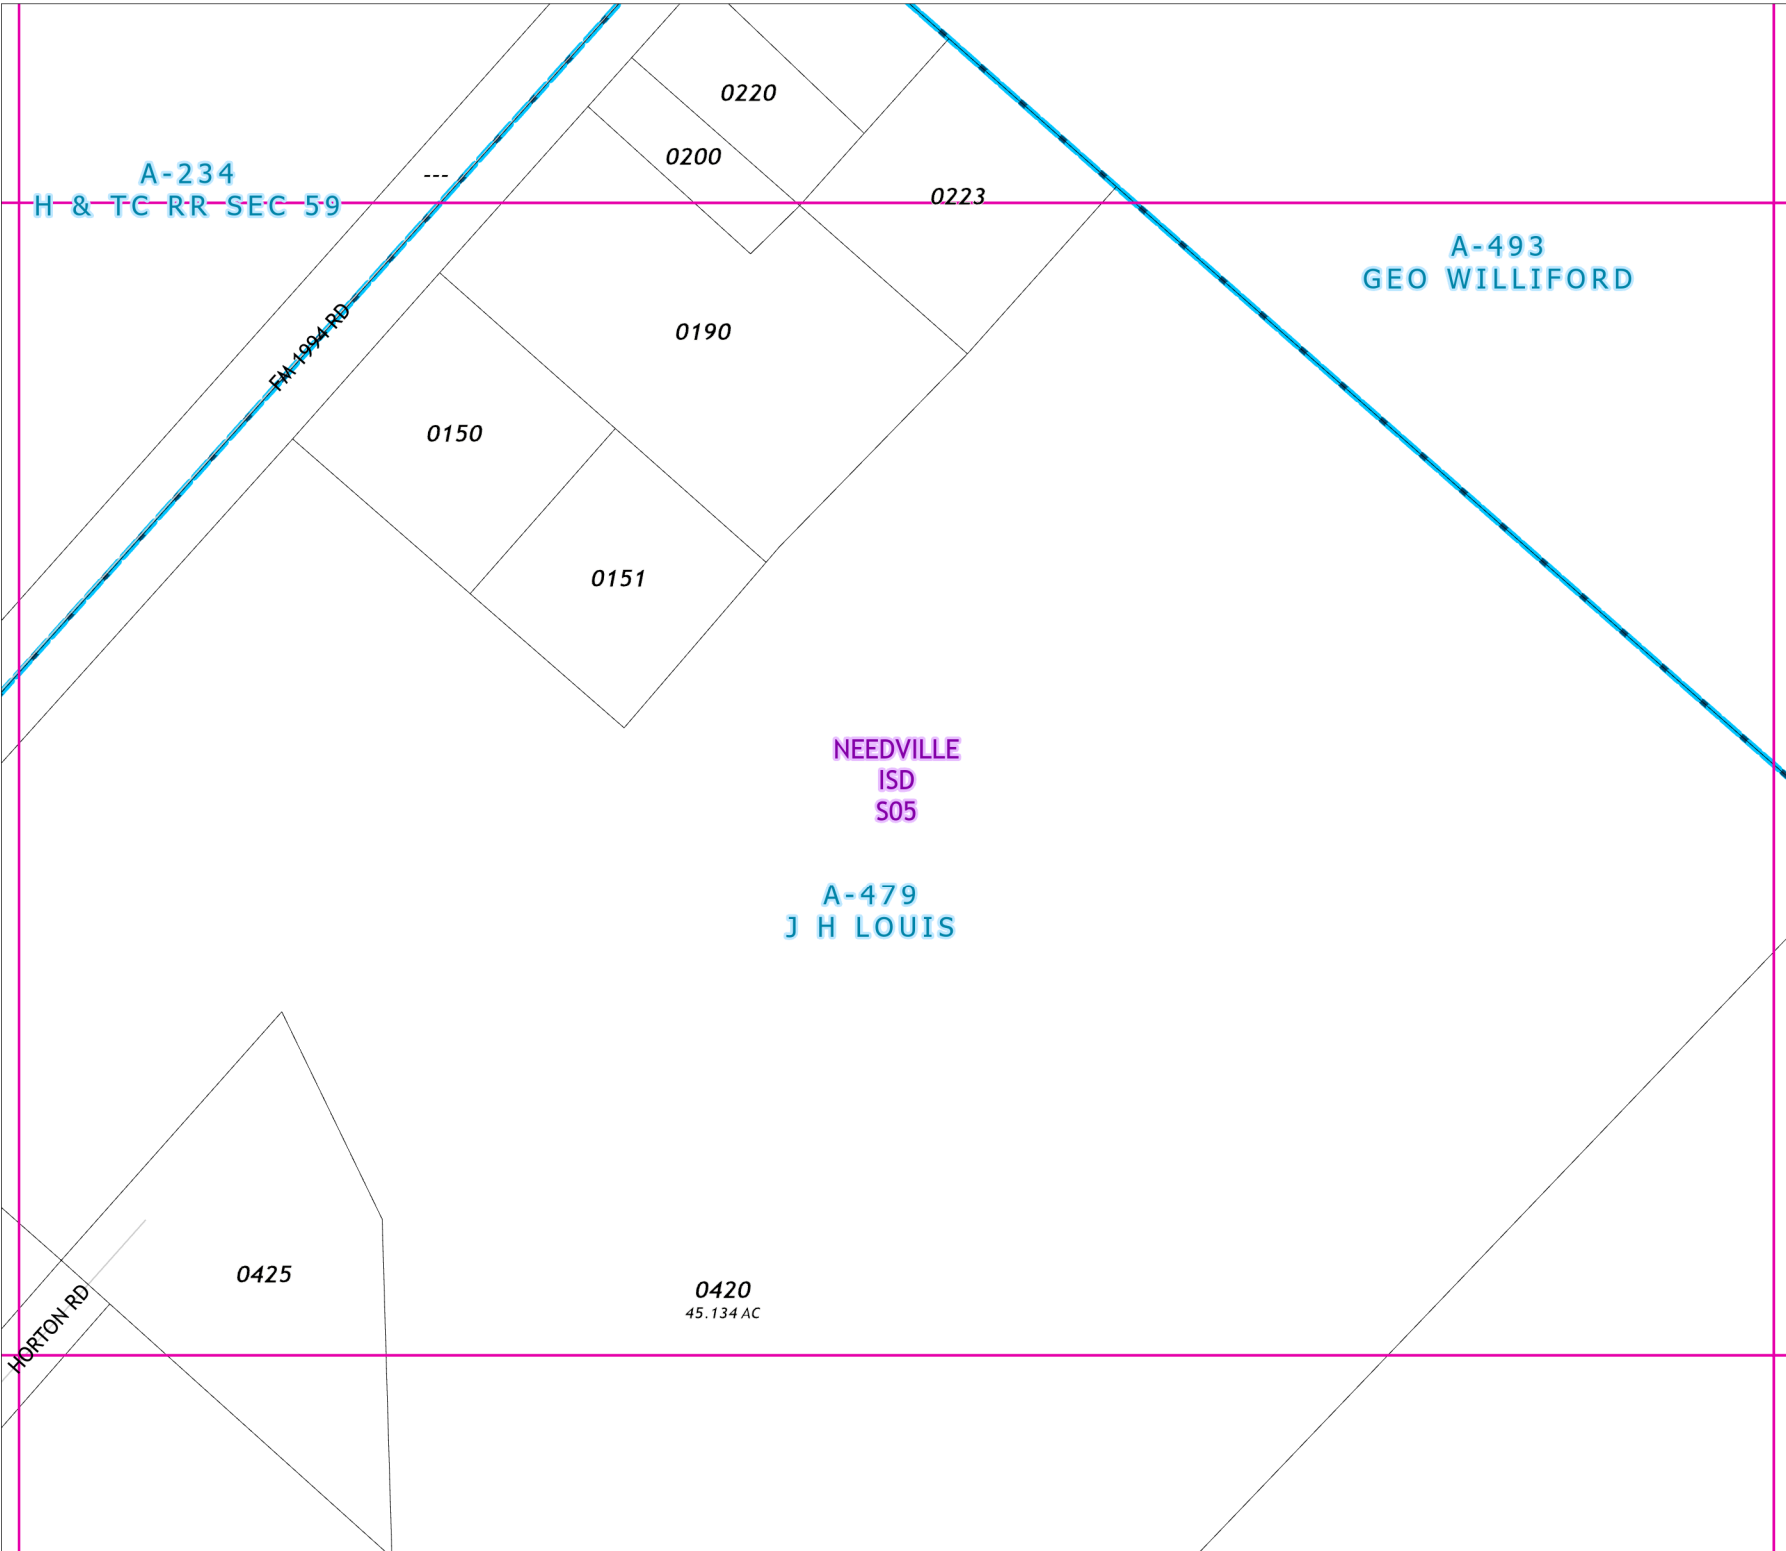 0220
0200
A-234
H & TC RR SEC 59
---
0223
A-493
GEO WILLIFORD
FM 1994 RD
0190
0150
0151
NEEDVILLE
ISD
S05
A-479
J H LOUIS
0425
0420
45.134 AC
HORTON RD